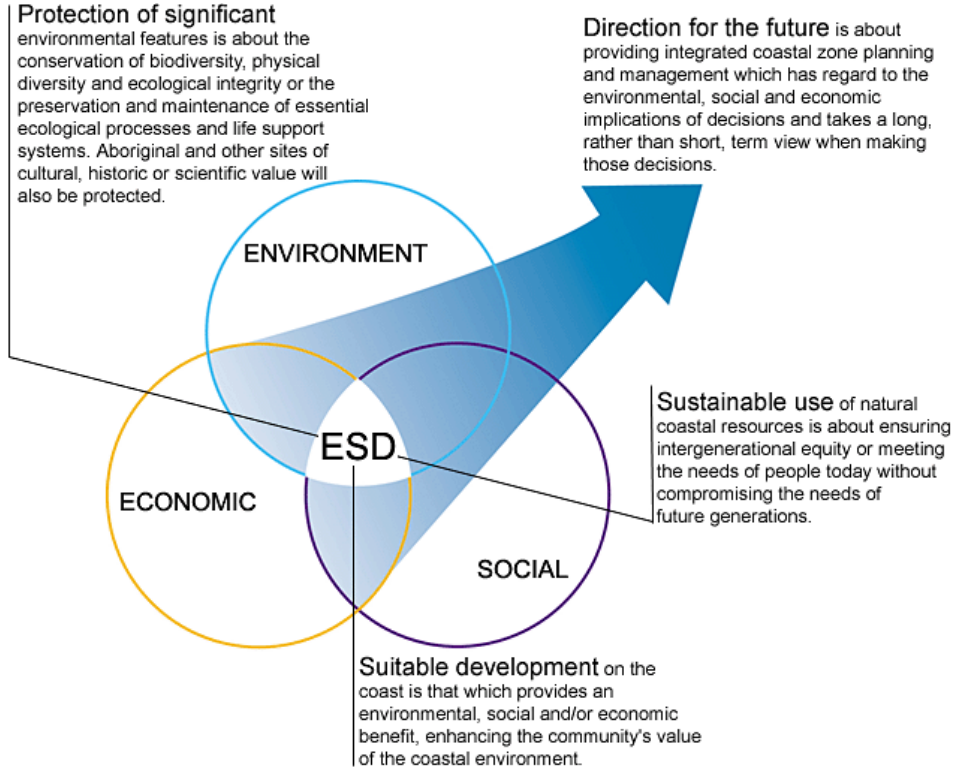 Protection of significant
environmental features is about the
conservation of biodiversity, physical
diversity and ecological integrity or the
preservation and maintenance of essential
ecological processes and life support
systems. Aboriginal and other sites of
cultural, historic or scientific value will
also be protected.
Direction for the future is about
providing integrated coastal zone planning
and management which has regard to the
environmental, social and economic
implications of decisions and takes a long,
rather than short, term view when making
those decisions.
ENVIRONMENT
Sustainable use of natural
coastal resources is about ensuring
intergenerational equity or meeting
the needs of people today without
compromising the needs of
future generations.
ESD
ECONOMIC
SOCIAL
Suitable development on the
coast is that which provides an
environmental, social and/or economic
benefit, enhancing the community's value
of the coastal environment.